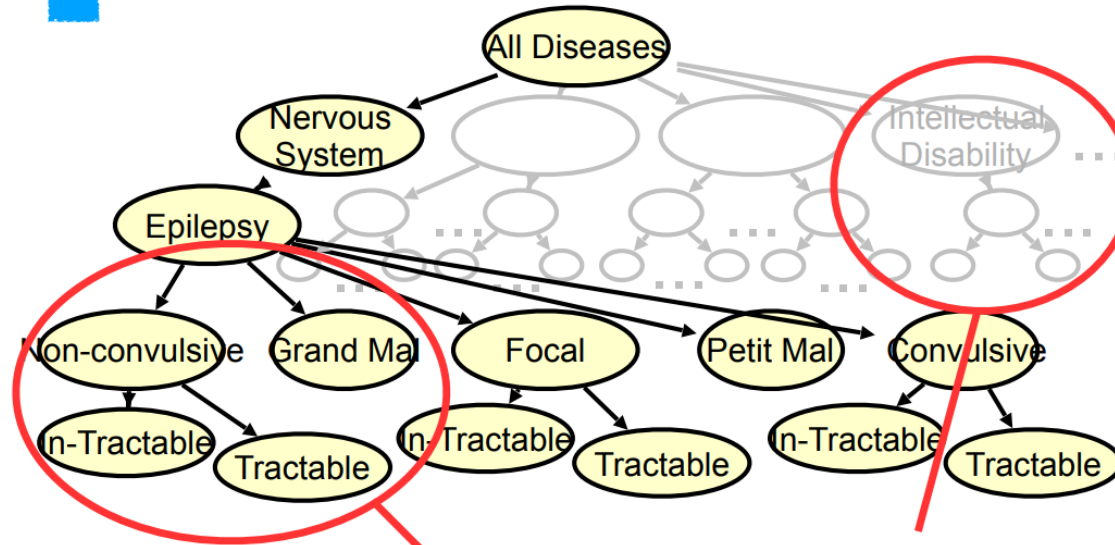 All Diseases
Nervous
System
Intellectual
Disability
....
Epilepsy
... ... ...
... ... ...
Non-convulsive
Grand Mal
Focal
Petit Mal
Convulsive
In-Tractable
Tractable
In-Tractable
Tractable
In-Tractable
Tractable